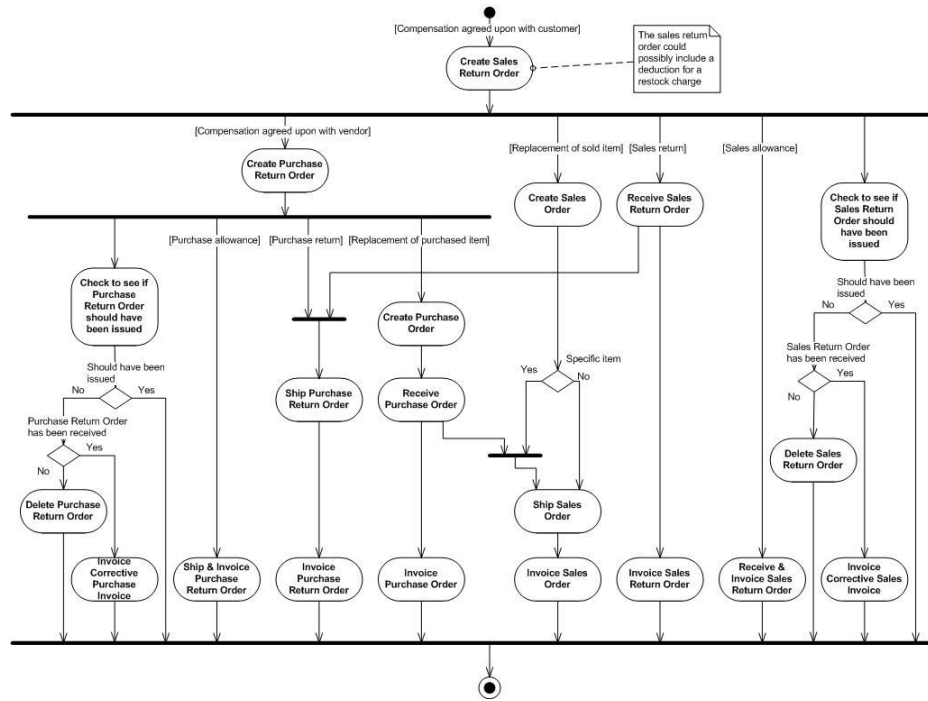 [Compensation agreed upon with customer]
Create Sales
Return Order
The sales return
order could
possibly include a
deduction for a
restock charge
[Compensation agreed upon with vendor]
Create Purchase
Return Order
[Replacement of sold item]
[Sales return]
[Sales allowance]
Create Sales
Order
Receive Sales
Return Order
Check to see if
Sales Return
Order should
have been
issued
[Purchase allowance]
[Purchase return]
[Replacement of purchased item]
Check to see if
Purchase
Return Order
should have
been issued
Should have been
issued
No
Yes
Create Purchase
Order
Sales Return Order
has been received
Yes
No
Specific item
Yes
No
Should have been
issued
No
Yes
Ship Purchase
Return Order
Receive
Purchase Order
Purchase Return Order
has been received
Yes
No
Delete Sales
Return Order
Delete Purchase
Return Order
Ship Sales
Order
Invoice
Corrective
Purchase
Invoice
Ship & Invoice
Purchase
Return Order
Invoice
Purchase
Return Order
Invoice
Purchase Order
Invoice Sales
Order
Invoice Sales
Return Order
Receive &
Invoice Sales
Return Order
Invoice
Corrective Sales
Invoice